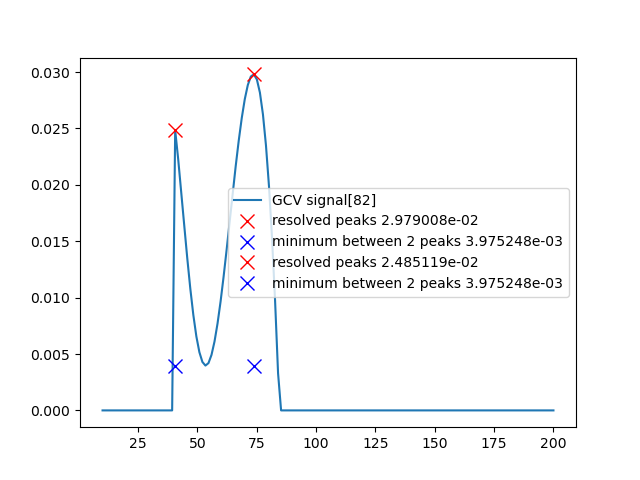 0.030
0.025
0.020
0.015
0.010
0.005
0.000
GCV signal[82]
resolved peaks 2.979008e-02
minimum between 2 peaks 3.975248e-03
resolved peaks 2.485119e-02
minimum between 2 peaks 3.975248e-03
25 50 75 100 125 150 175 200